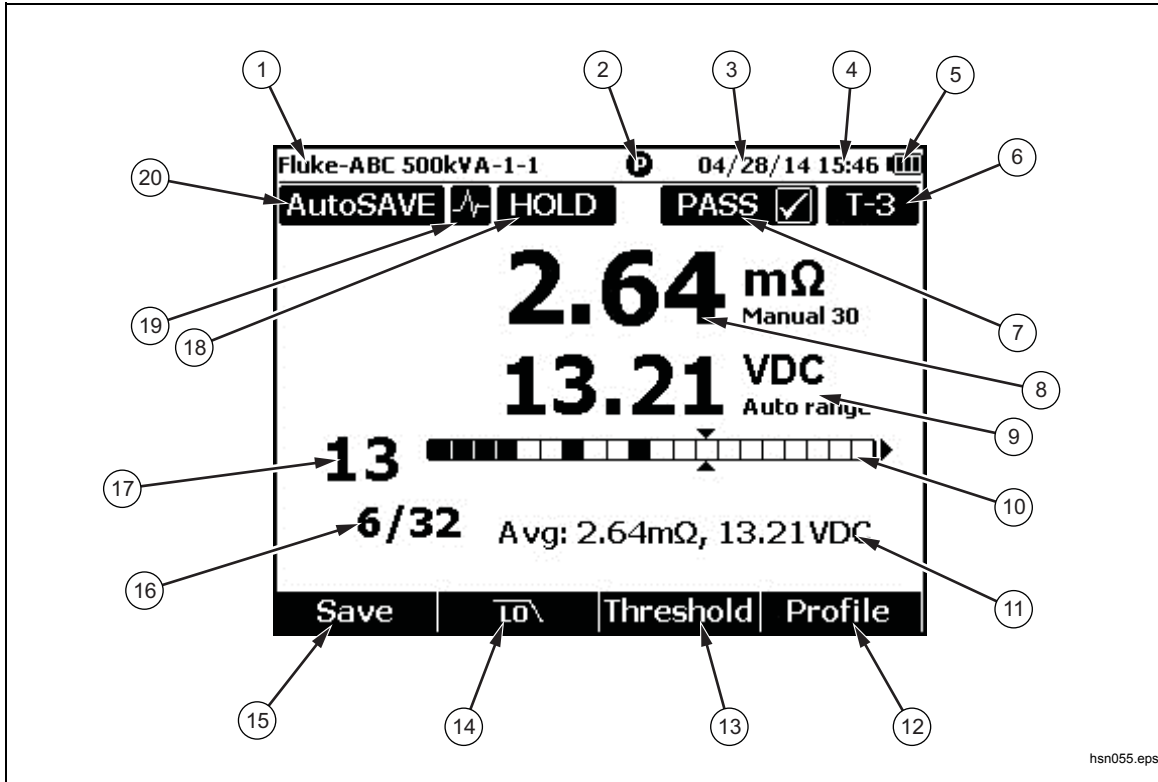 1 2 3 4 5
Fluke-ABC 500kVA-1-1 P 04/28/14 15:46
6
20 AutoSAVE HOLD PASS T-3
2.64 mΩ
Manual 30
19
18
7
8
13.21 VDC
Auto range
9
17 13
10
16 6/32 Avg: 2.64mΩ, 13.21VDC
11
Save LO Threshold Profile
15 14 13 12
hsn055.eps